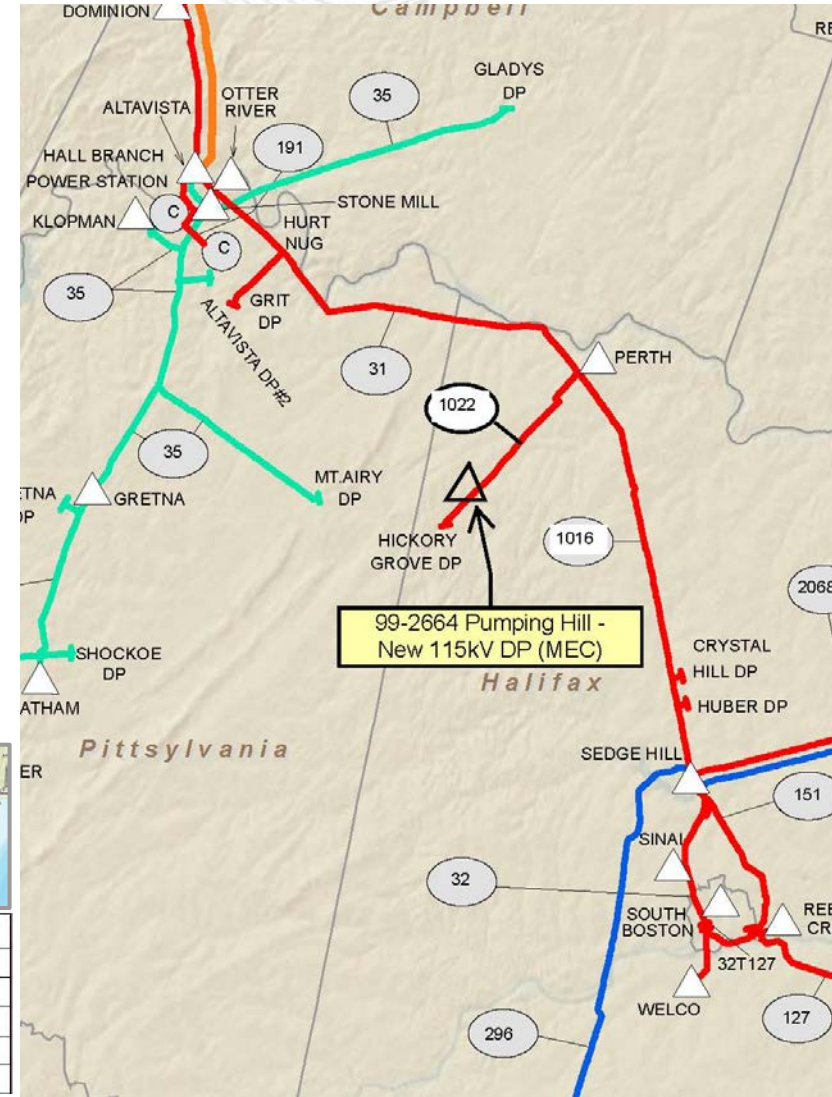 Campbell
DOMINION
GLADYS
DP
35
ALTAVISTA
OTTER
RIVER
191
HALL BRANCH
POWER STATION
KLOPMAN
C
C
STONE MILL
HURT
NUG
35
GRIT
DP
ALTAVISTA DP#2
31
PERTH
1022
35
MT.AIRY
DP
GRETNA
HICKORY
GROVE DP
1016
99-2664 Pumping Hill -
New 115kV DP (MEC)
2068
SHOCKOE
DP
CRYSTAL
HILL DP
HUBER DP
Halifax
Pittsylvania
SEDGE HILL
151
SINAI
32
SOUTH
BOSTON
32T127
WELCO
127
296